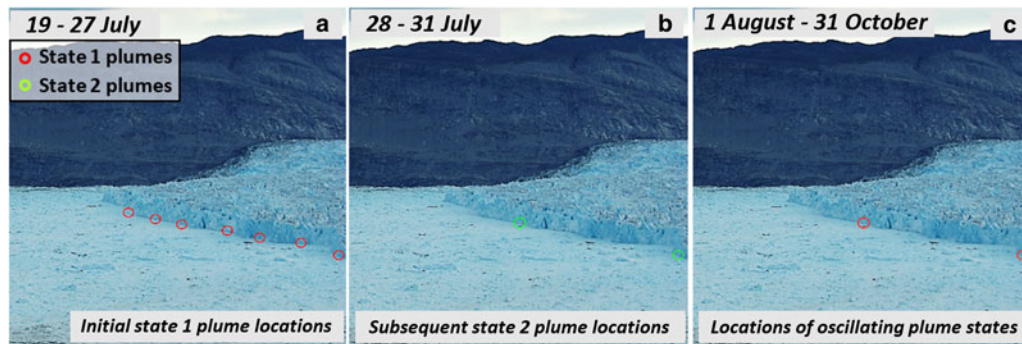 19 - 27 July
a
State 1 plumes
State 2 plumes
Initial state 1 plume locations
28 - 31 July
b
Subsequent state 2 plume locations
1 August - 31 October
c
Locations of oscillating plume states